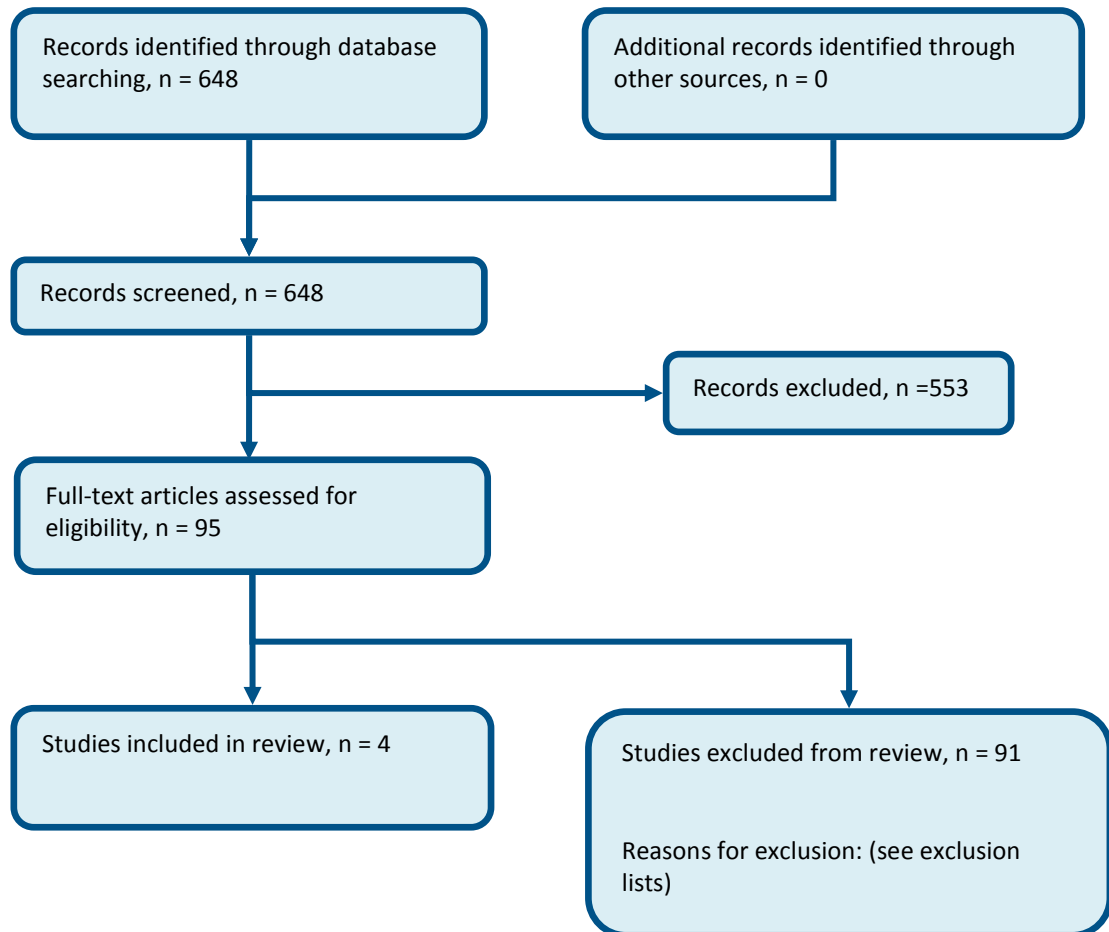 Records identified through database
searching, n = 648
Additional records identified through
other sources, n = 0
Records screened, n = 648
Records excluded, n =553
Full-text articles assessed for
eligibility, n = 95
Studies included in review, n = 4
Studies excluded from review, n = 91
Reasons for exclusion: (see exclusion
lists)